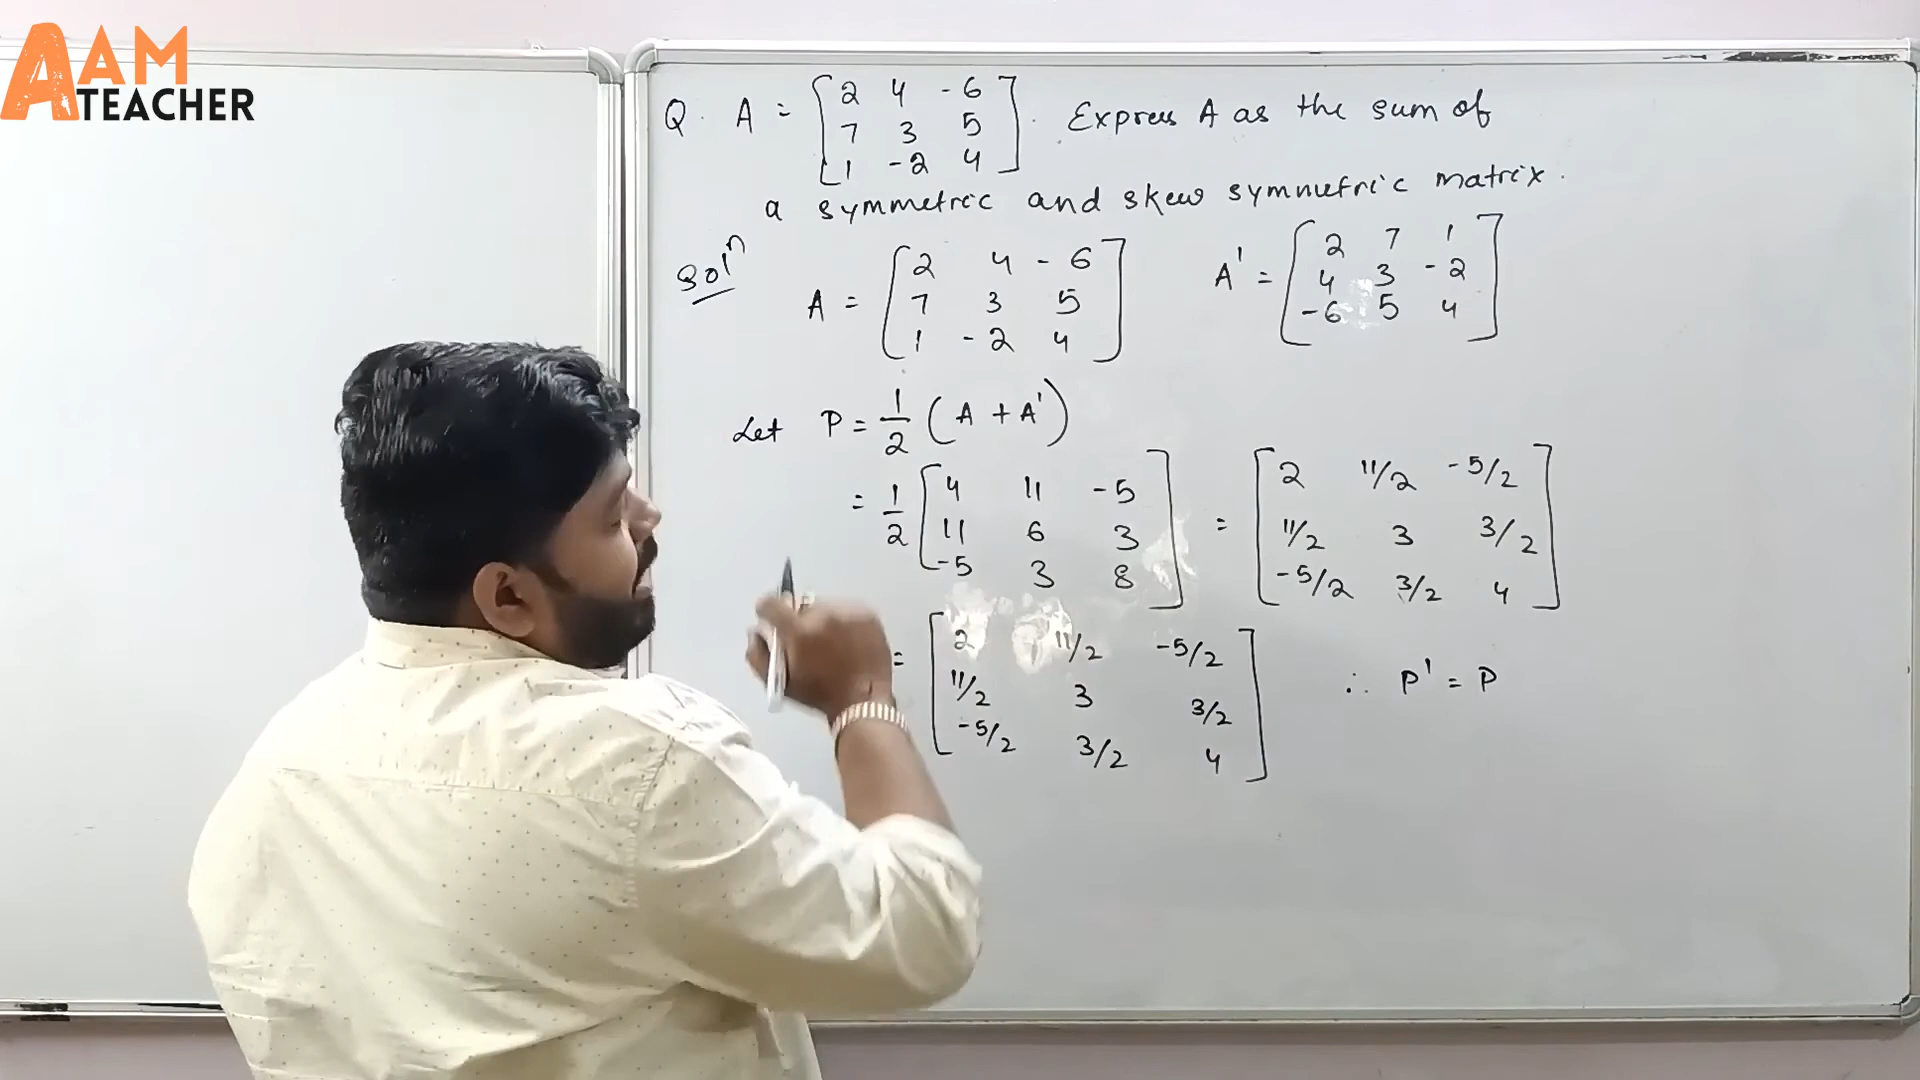 AAM
TEACHER
Q. A = [2 4 -6
7 3 5
1 -2 4]. Express A as the sum of
a symmetric and skew symmetric matrix.
Solⁿ
A = [2 4 -6
7 3 5
1 -2 4]
A' = [2 7 1
4 3 -2
-6 5 4]
Let P = 1/2 (A + A')
= 1/2 [4 11 -5
11 6 3
-5 3 8]
= [2 11/2 -5/2
11/2 3 3/2
-5/2 3/2 4]
= [2 11/2 -5/2
11/2 3 3/2
-5/2 3/2 4]
∴ P' = P